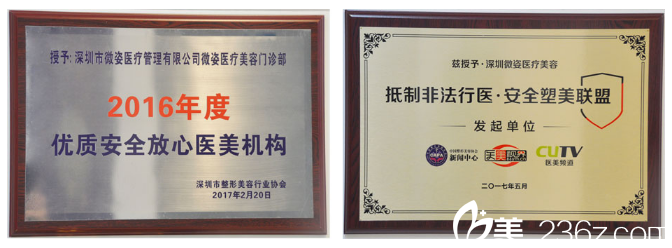 授予:深圳市微姿医疗管理有限公司微姿医疗美容门诊部
2016年度
优质安全放心医美机构
深圳市整形美容行业协会
2017年2月20日
兹授予·深圳微姿医疗美容
抵制非法行医·安全塑美联盟
发起单位
新闻中心
CUTV
医美频道
二〇一七年五月
美 236z.com